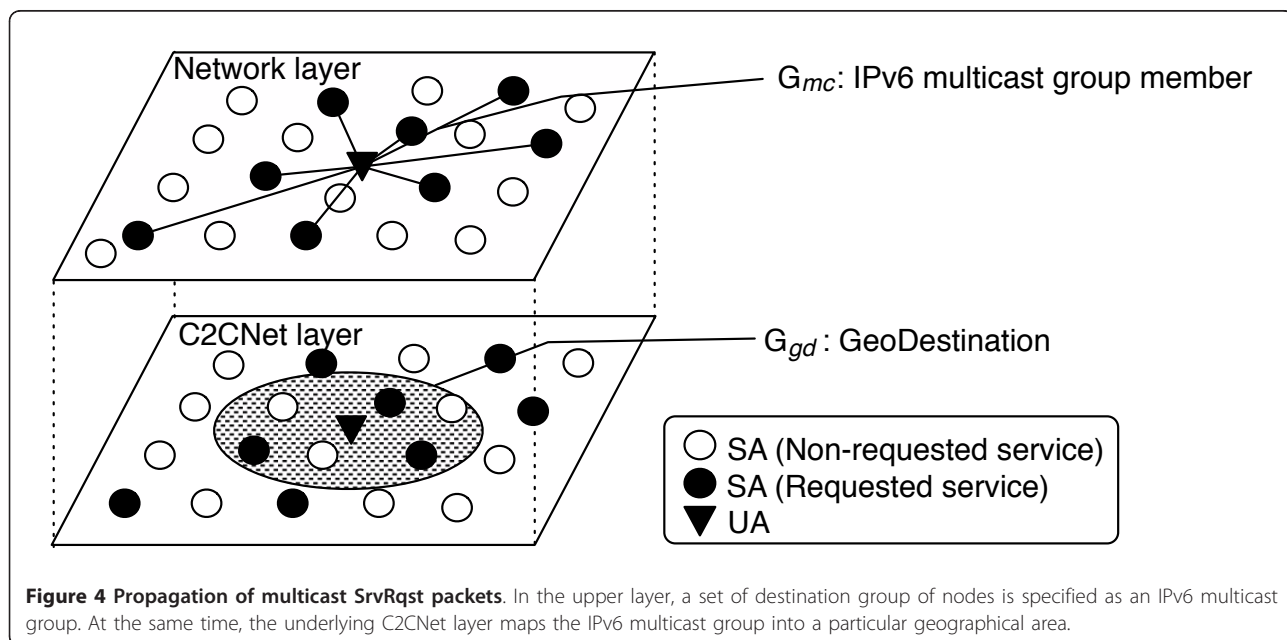 Network layer
G_mc: IPv6 multicast group member
C2CNet layer
G_gd : GeoDestination
SA (Non-requested service)
SA (Requested service)
UA
Figure 4 Propagation of multicast SrvRqst packets. In the upper layer, a set of destination group of nodes is specified as an IPv6 multicast
group. At the same time, the underlying C2CNet layer maps the IPv6 multicast group into a particular geographical area.